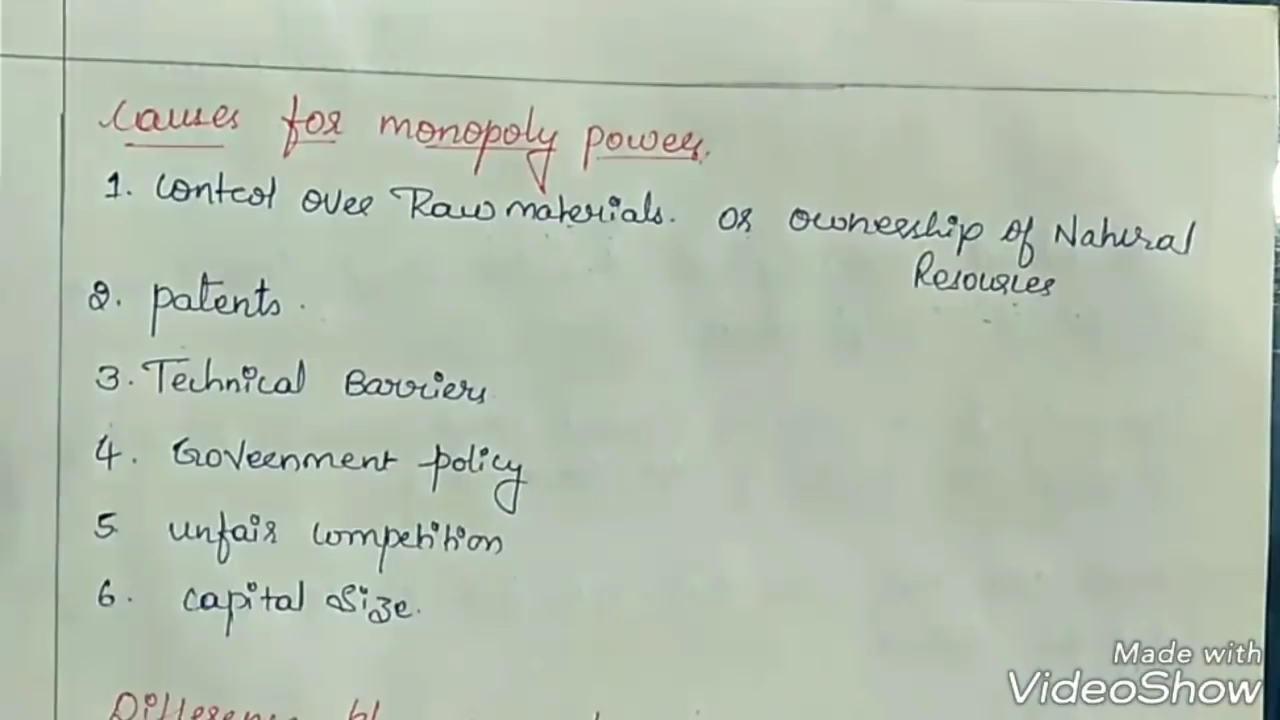 Causes for monopoly power.
1. Control over Raw materials. or ownership of Natural
Resources
2. patents.
3. Technical Barriers
4. Government policy
5 unfair competition
6. capital size.
Made with
VideoShow